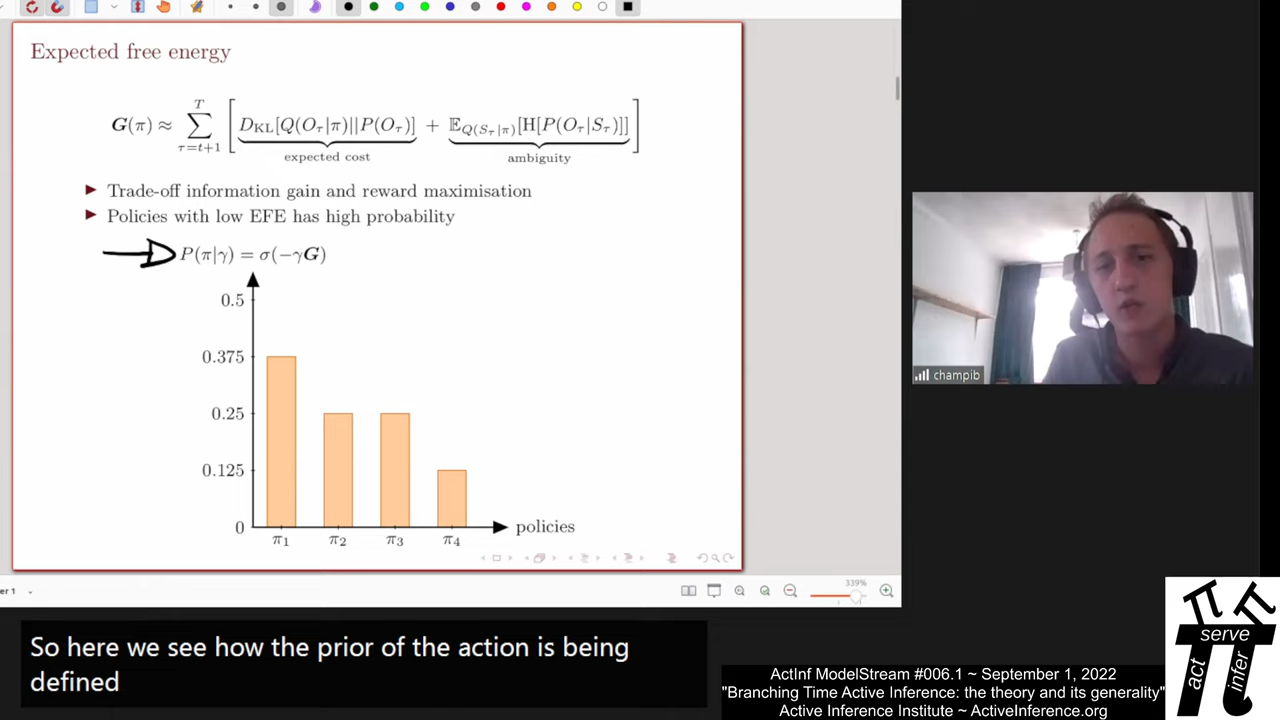 Expected free energy
G(π) ≈ ∑_{τ=t+1}^{T} [ D_KL[Q(O_τ|π)||P(O_τ)] + 𝔼_{Q(S_τ|π)}[H[P(O_τ|S_τ)]] ]
expected cost
ambiguity
Trade-off information gain and reward maximisation
Policies with low EFE has high probability
P(π|γ) = σ(−γG)
0.5
0.375
0.25
0.125
0
policies
π₁ π₂ π₃ π₄
er 1
339%
champib
So here we see how the prior of the action is being
defined
ActInf ModelStream #006.1 ~ September 1, 2022
"Branching Time Active Inference: the theory and its generality"
Active Inference Institute ~ ActiveInference.org
π π
serve
π
act
infer